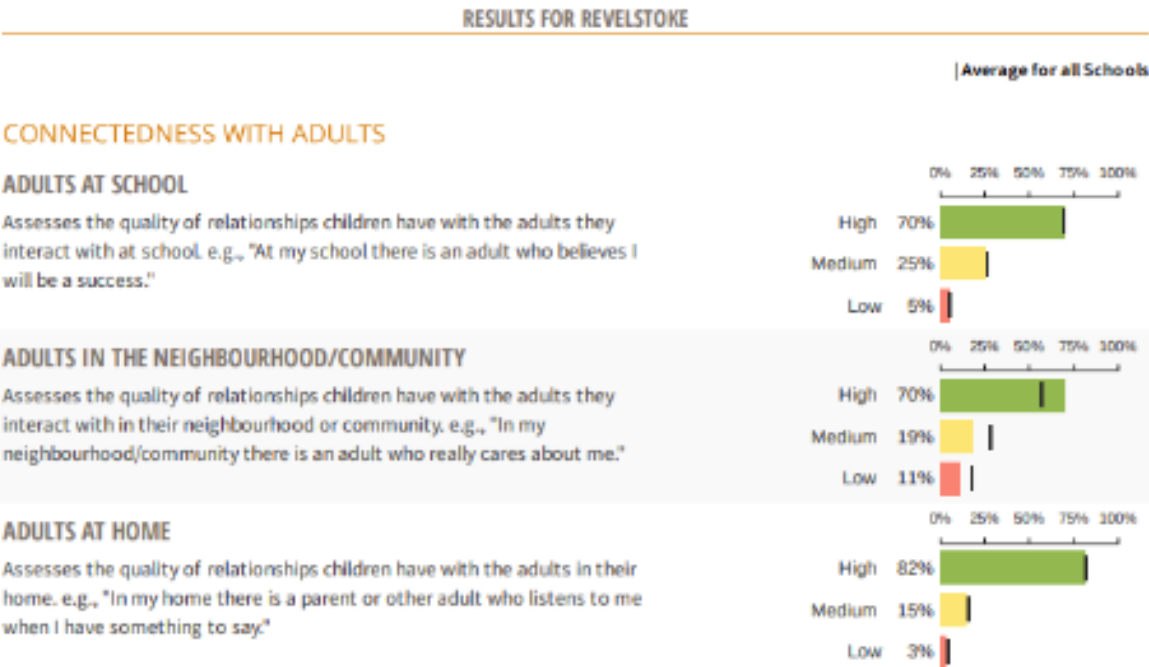 RESULTS FOR REVELSTOKE
| Average for all Schools
CONNECTEDNESS WITH ADULTS
ADULTS AT SCHOOL
0% 25% 50% 75% 100%
Assesses the quality of relationships children have with the adults they
interact with at school. e.g., "At my school there is an adult who believes I
will be a success."
High 70%
Medium 25%
Low 5%
ADULTS IN THE NEIGHBOURHOOD/COMMUNITY
0% 25% 50% 75% 100%
Assesses the quality of relationships children have with the adults they
interact with in their neighbourhood or community. e.g., "In my
neighbourhood/community there is an adult who really cares about me."
High 70%
Medium 19%
Low 11%
ADULTS AT HOME
0% 25% 50% 75% 100%
Assesses the quality of relationships children have with the adults in their
home. e.g., "In my home there is a parent or other adult who listens to me
when I have something to say."
High 82%
Medium 15%
Low 3%